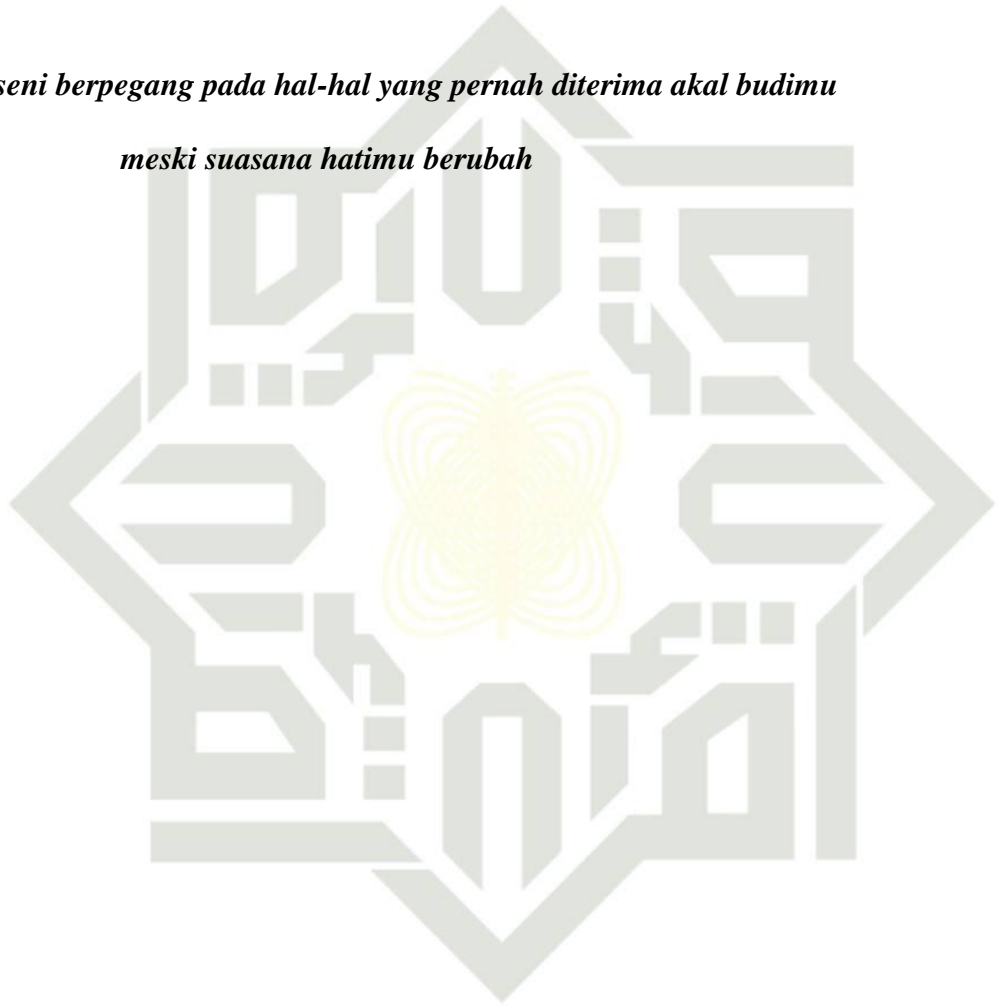 seni berpegang pada hal-hal yang pernah diterima akal budimu
meski suasana hatimu berubah